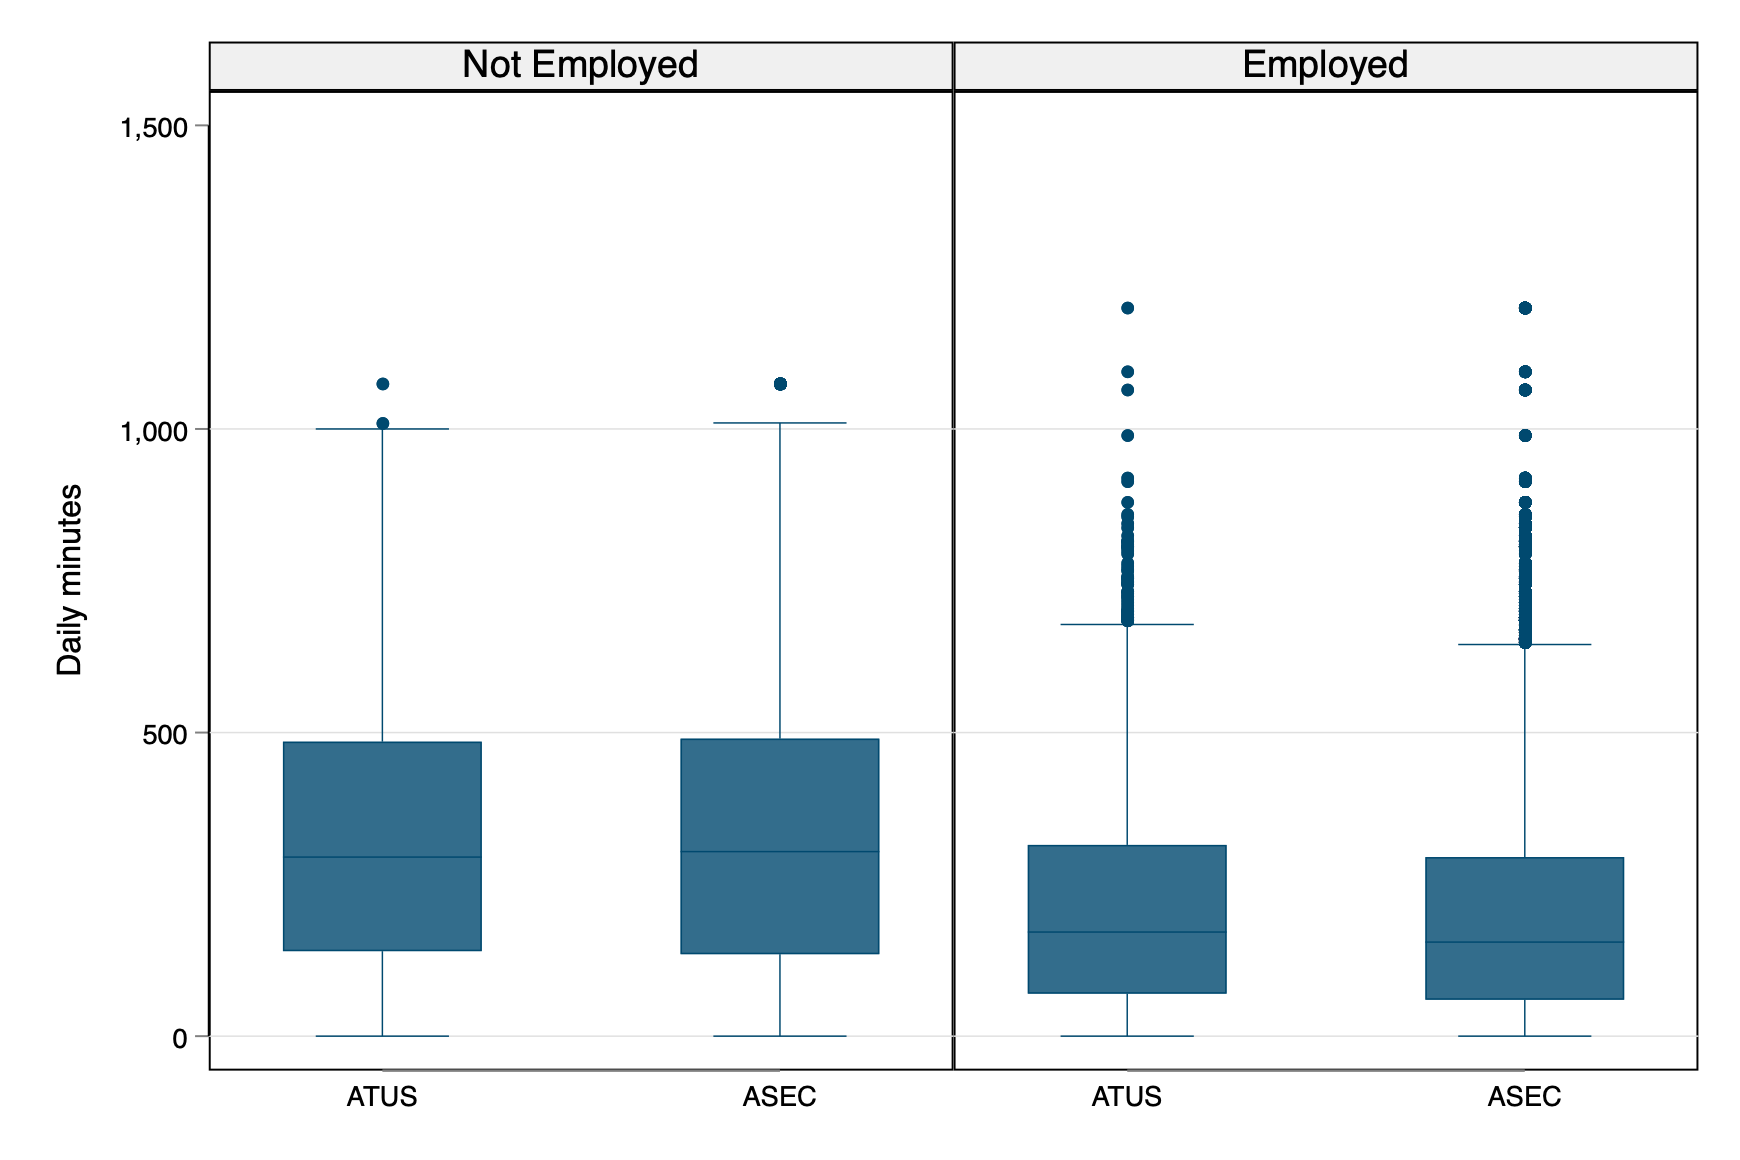 Not Employed
Employed
1,500
1,000
500
0
Daily minutes
ATUS
ASEC
ATUS
ASEC